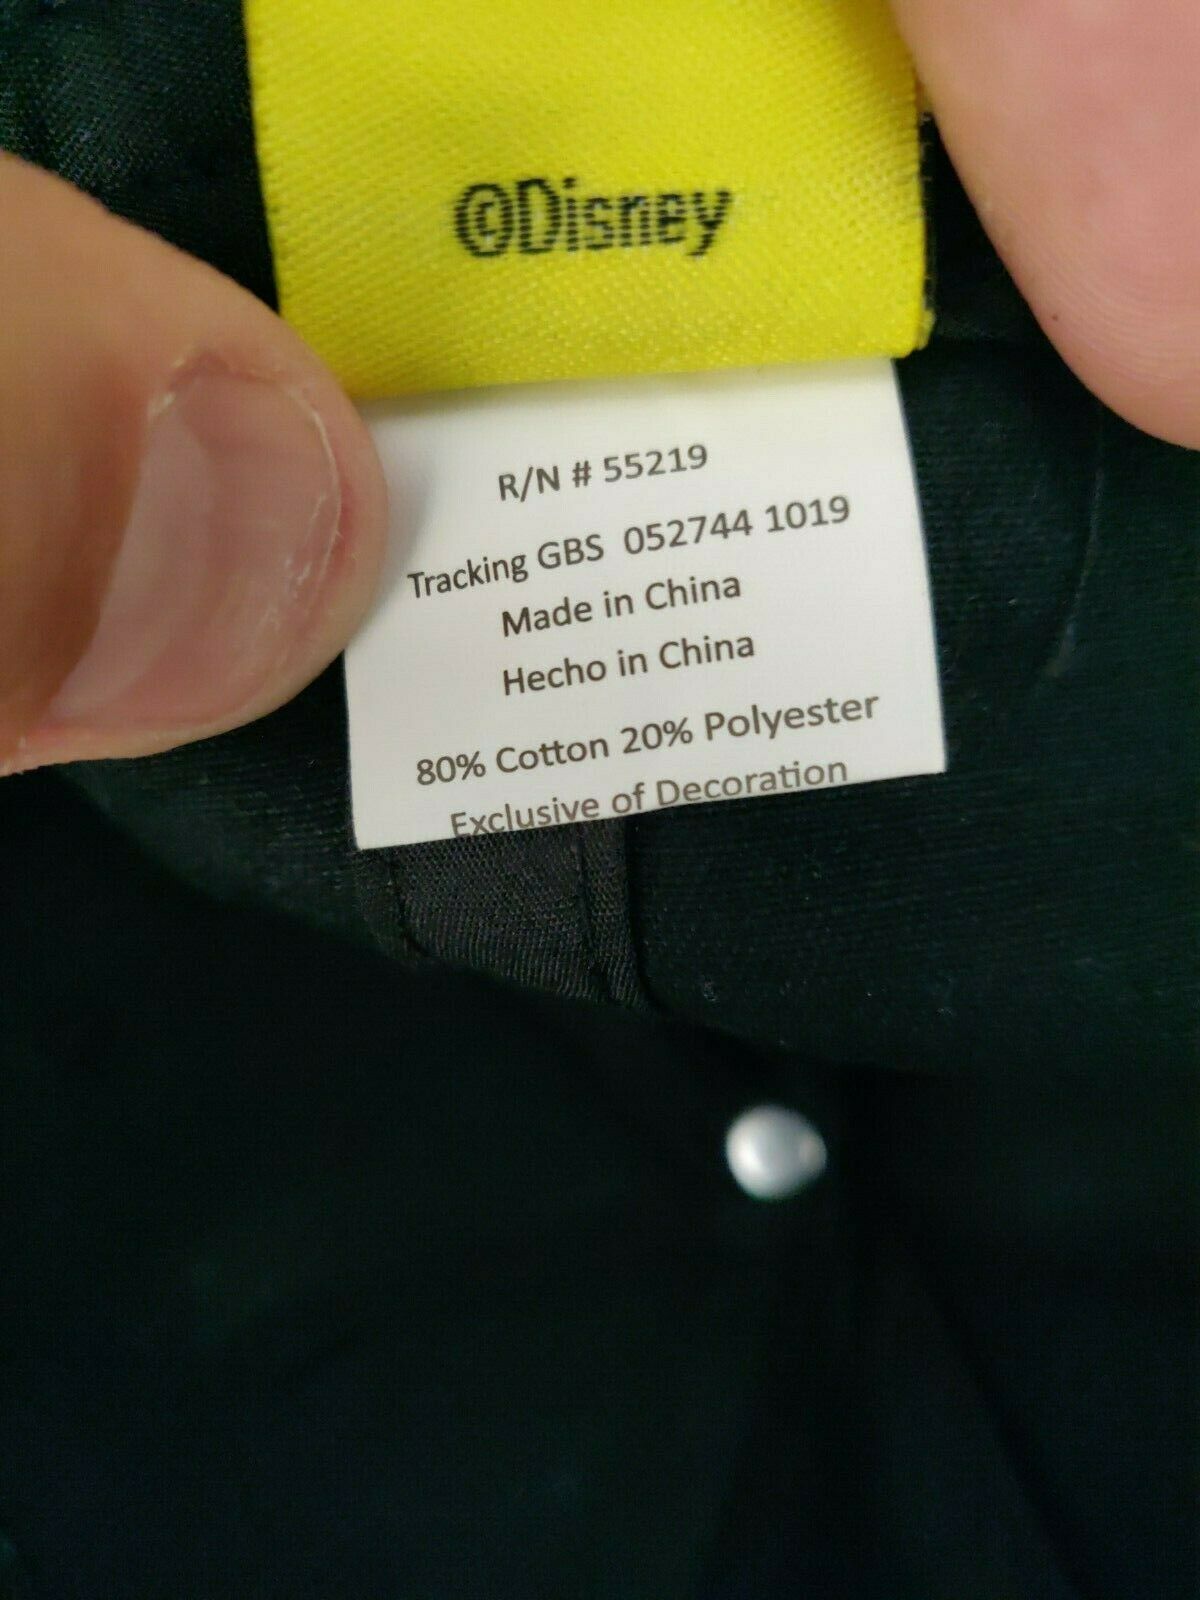 ©Disney
R/N # 55219
Tracking GBS 052744 1019
Made in China
Hecho in China
80% Cotton 20% Polyester
Exclusive of Decoration